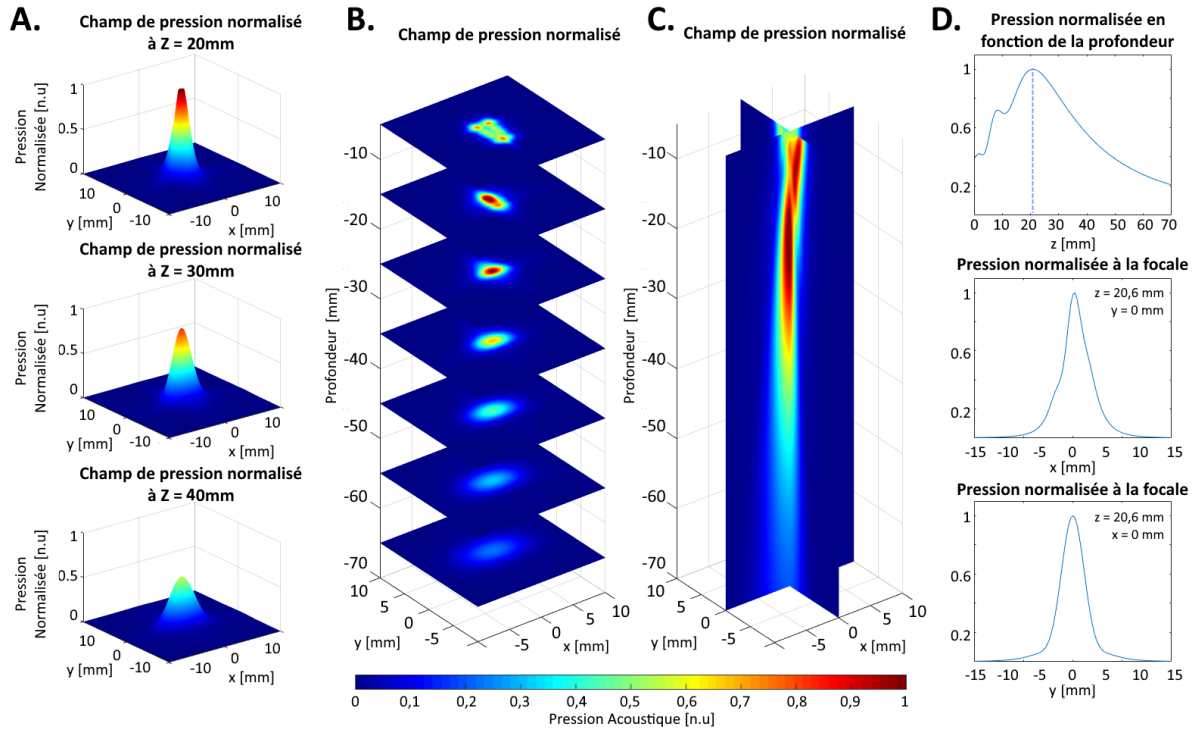 A.
Champ de pression normalisé
à Z = 20mm
Pression
Normalisée [n.u]
1
0.5
0
10
0
-10
y [mm]
-10
0
10
x [mm]
Champ de pression normalisé
à Z = 30mm
Pression
Normalisée [n.u]
1
0.5
0
10
0
-10
y [mm]
-10
0
10
x [mm]
Champ de pression normalisé
à Z = 40mm
Pression
Normalisée [n.u]
1
0.5
0
10
0
-10
y [mm]
-10
0
10
x [mm]
B.
Champ de pression normalisé
Profondeur [mm]
-10
-20
-30
-40
-50
-60
-70
10
5
0
-5
y [mm]
-5
0
5
10
x [mm]
C.
Champ de pression normalisé
Profondeur [mm]
-10
-20
-30
-40
-50
-60
-70
10
5
0
-5
y [mm]
-5
0
5
10
x [mm]
0 0,1 0,2 0,3 0,4 0,5 0,6 0,7 0,8 0,9 1
Pression Acoustique [n.u]
D.
Pression normalisée en
fonction de la profondeur
1
0.6
0.2
0 10 20 30 40 50 60 70
z [mm]
Pression normalisée à la focale
z = 20,6 mm
y = 0 mm
1
0.6
0.2
-15 -10 -5 0 5 10 15
x [mm]
Pression normalisée à la focale
z = 20,6 mm
x = 0 mm
1
0.6
0.2
-15 -10 -5 0 5 10 15
y [mm]